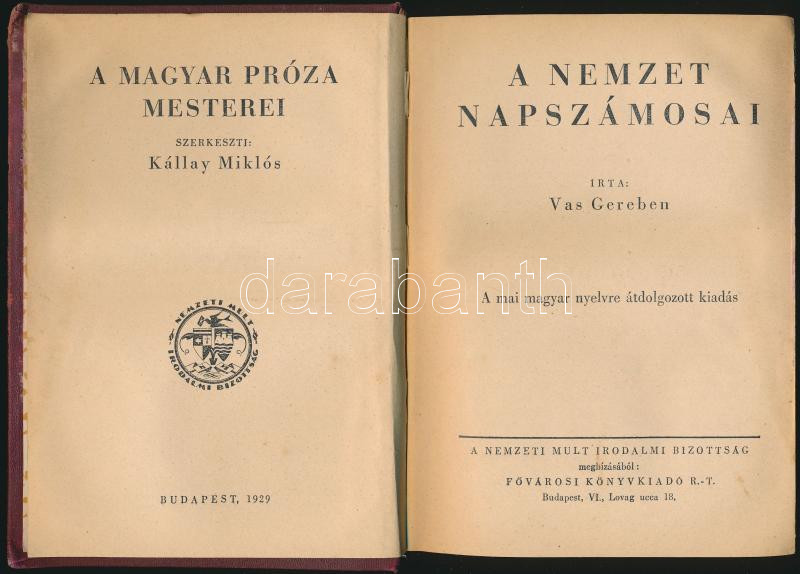 A MAGYAR PRÓZA
MESTEREI
SZERKESZTI:
Kállay Miklós
NEMZETI MULT
IRODALMI BIZOTTSÁG
BUDAPEST, 1929
A NEMZET
NAPSZÁMOSAI
IRTA:
Vas Gereben
A mai magyar nyelvre átdolgozott kiadás
A NEMZETI MULT IRODALMI BIZOTTSÁG
megbízásából:
FŐVÁROSI KÖNYVKIADÓ R.-T.
Budapest, VI., Lovag ucca 18.
darabanth